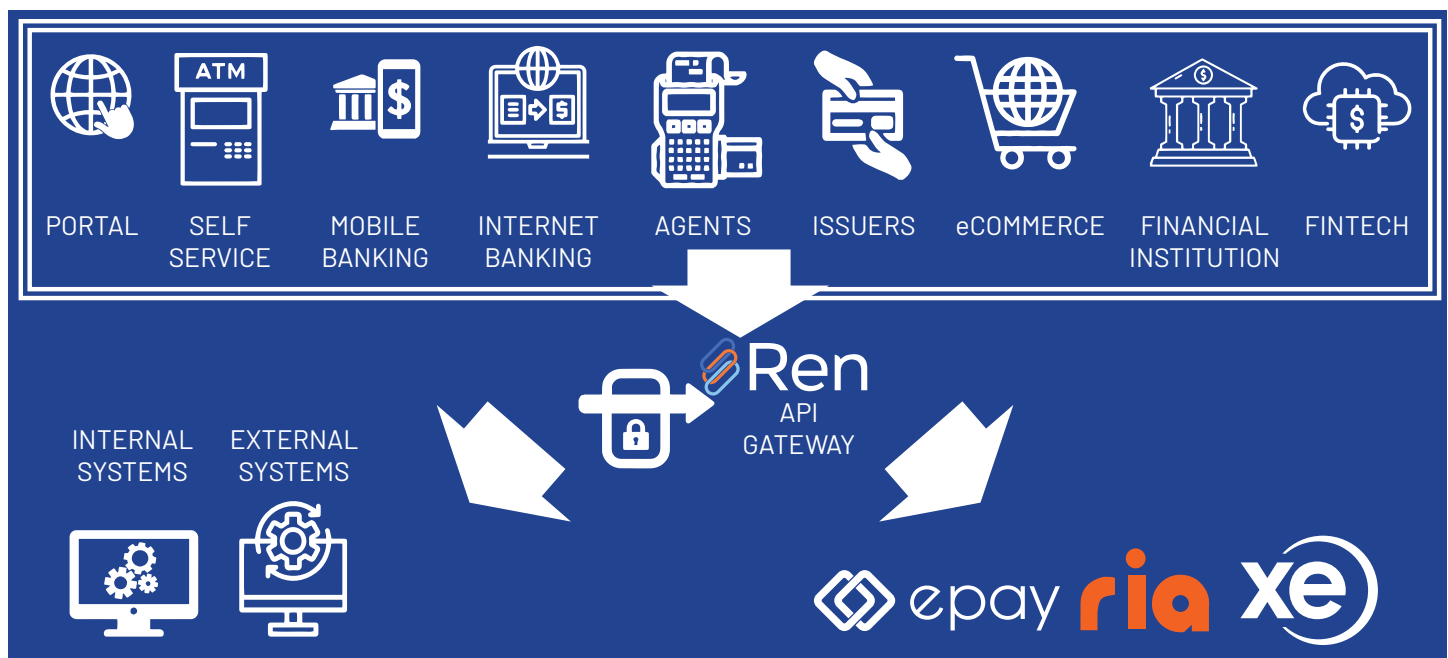 ATM
$
$
$
$
$
PORTAL
SELF
SERVICE
MOBILE
BANKING
INTERNET
BANKING
AGENTS
ISSUERS
eCOMMERCE
FINANCIAL
INSTITUTION
FINTECH
Ren
API
GATEWAY
INTERNAL
SYSTEMS
EXTERNAL
SYSTEMS
epay
ria
xe